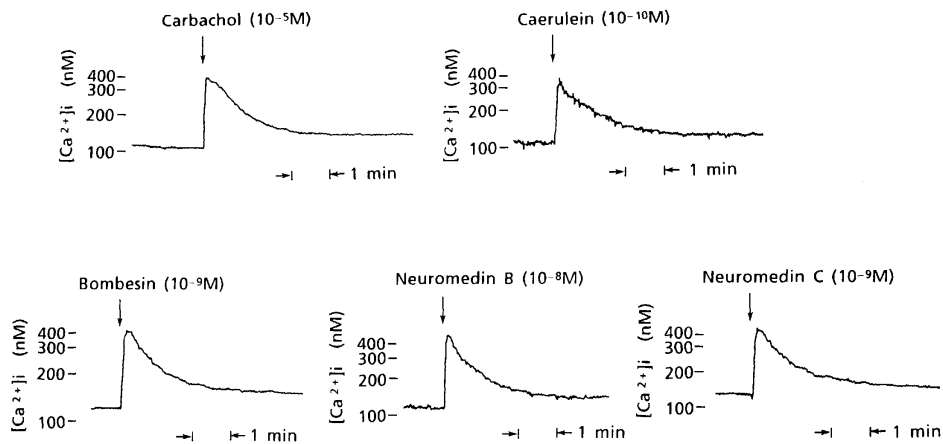 Carbachol (10⁻⁵M)
[Ca²⁺]i (nM)
400
300
200
100
1 min
Caerulein (10⁻¹⁰M)
[Ca²⁺]i (nM)
400
300
200
100
1 min
Bombesin (10⁻⁹M)
[Ca²⁺]i (nM)
400
300
200
100
1 min
Neuromedin B (10⁻⁸M)
[Ca²⁺]i (nM)
400
300
200
100
1 min
Neuromedin C (10⁻⁹M)
[Ca²⁺]i (nM)
400
300
200
100
1 min